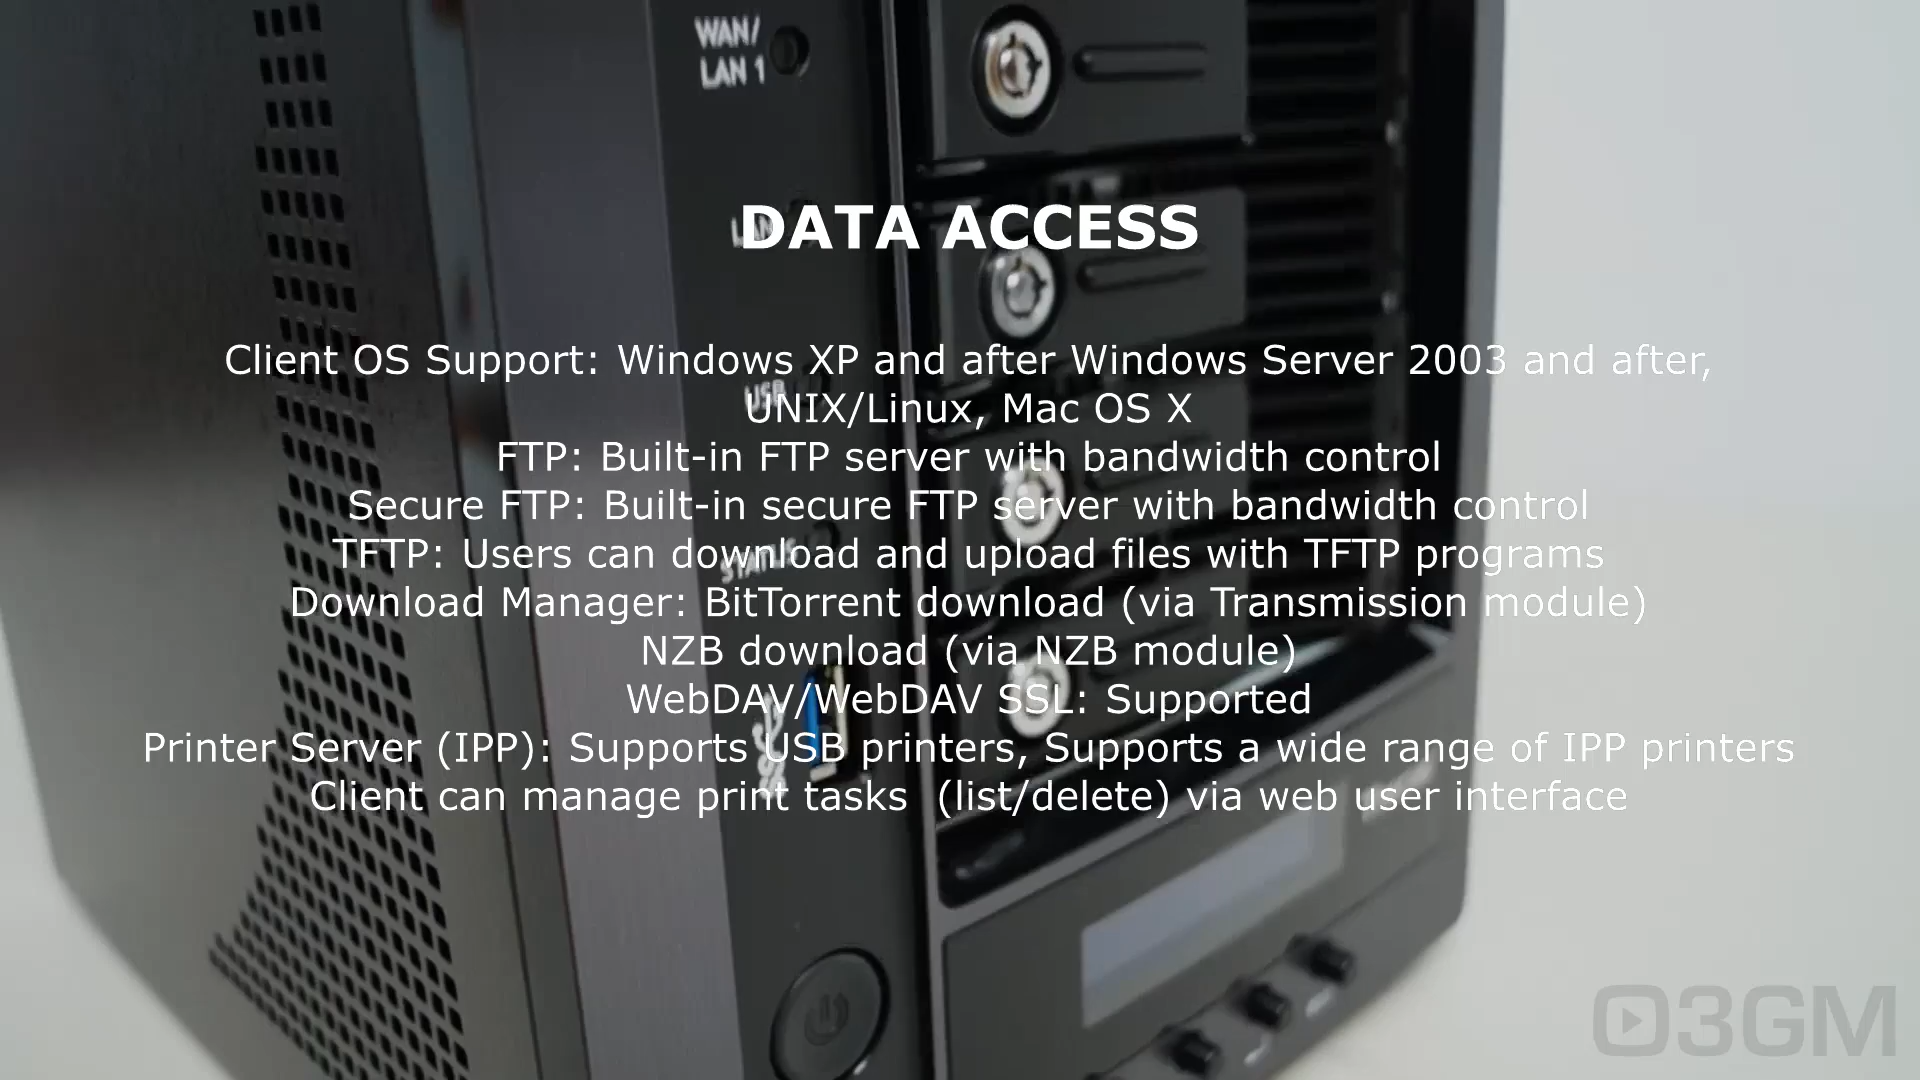 WAN/
LAN 1
DATA ACCESS
LAN
Client OS Support: Windows XP and after Windows Server 2003 and after,
USB
UNIX/Linux, Mac OS X
FTP: Built-in FTP server with bandwidth control
Secure FTP: Built-in secure FTP server with bandwidth control
TFTP: Users can download and upload files with TFTP programs
STATUS
Download Manager: BitTorrent download (via Transmission module)
NZB download (via NZB module)
WebDAV/WebDAV SSL: Supported
Printer Server (IPP): Supports USB printers, Supports a wide range of IPP printers
Client can manage print tasks  (list/delete) via web user interface
O3GM